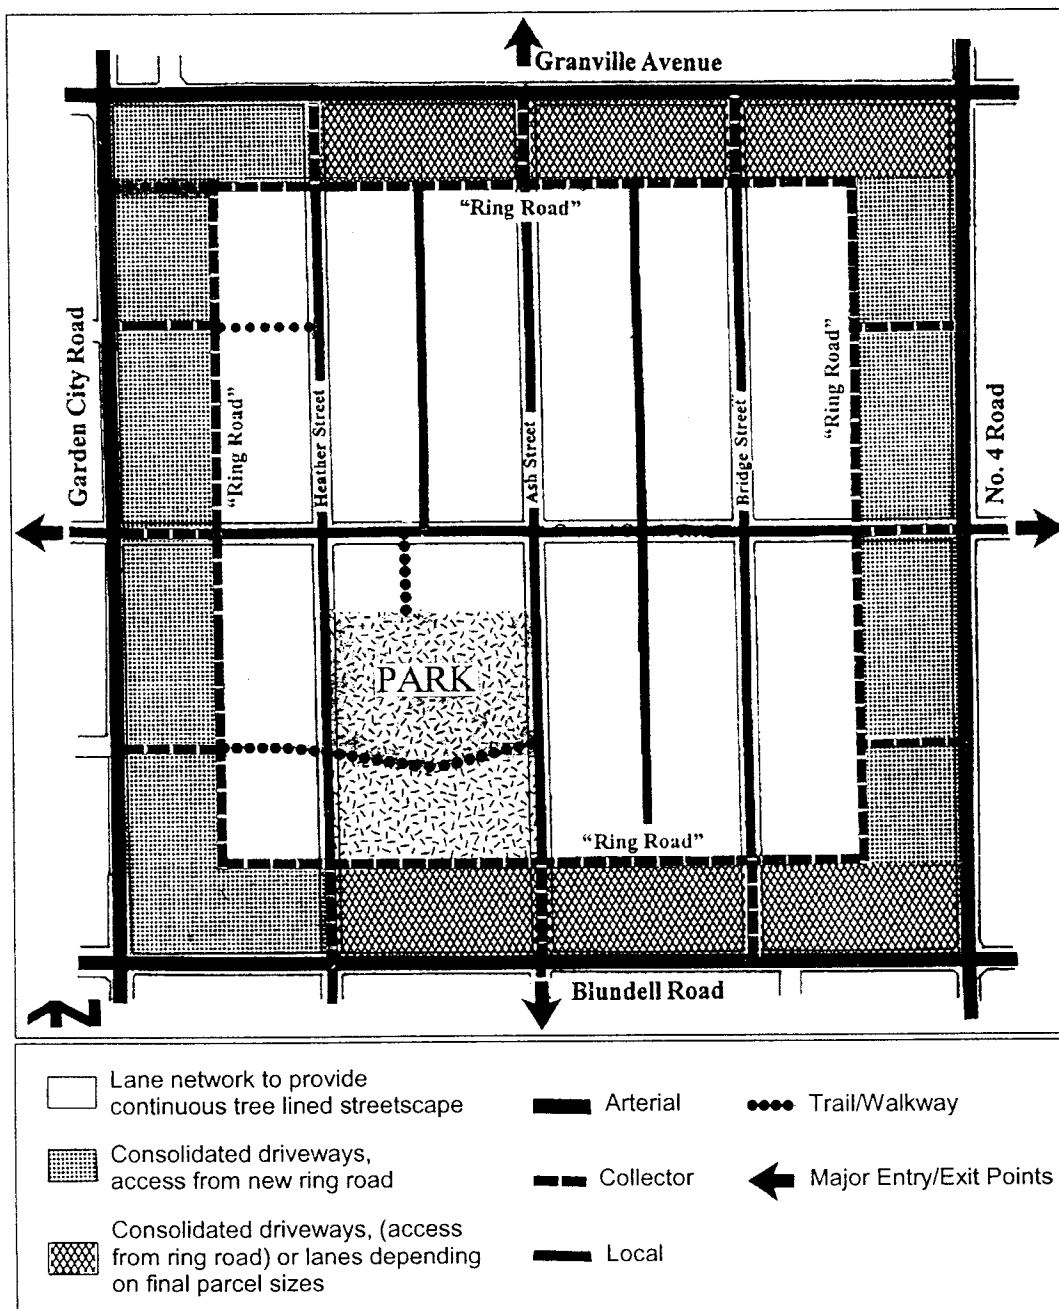 Granville Avenue
"Ring Road"
Garden City Road
"Ring Road"
Heather Street
Ash Street
Bridge Street
"Ring Road"
No. 4 Road
PARK
"Ring Road"
Blundell Road
Z
Lane network to provide
continuous tree lined streetscape
Arterial
Trail/Walkway
Consolidated driveways,
access from new ring road
Collector
Major Entry/Exit Points
Consolidated driveways, (access
from ring road) or lanes depending
on final parcel sizes
Local